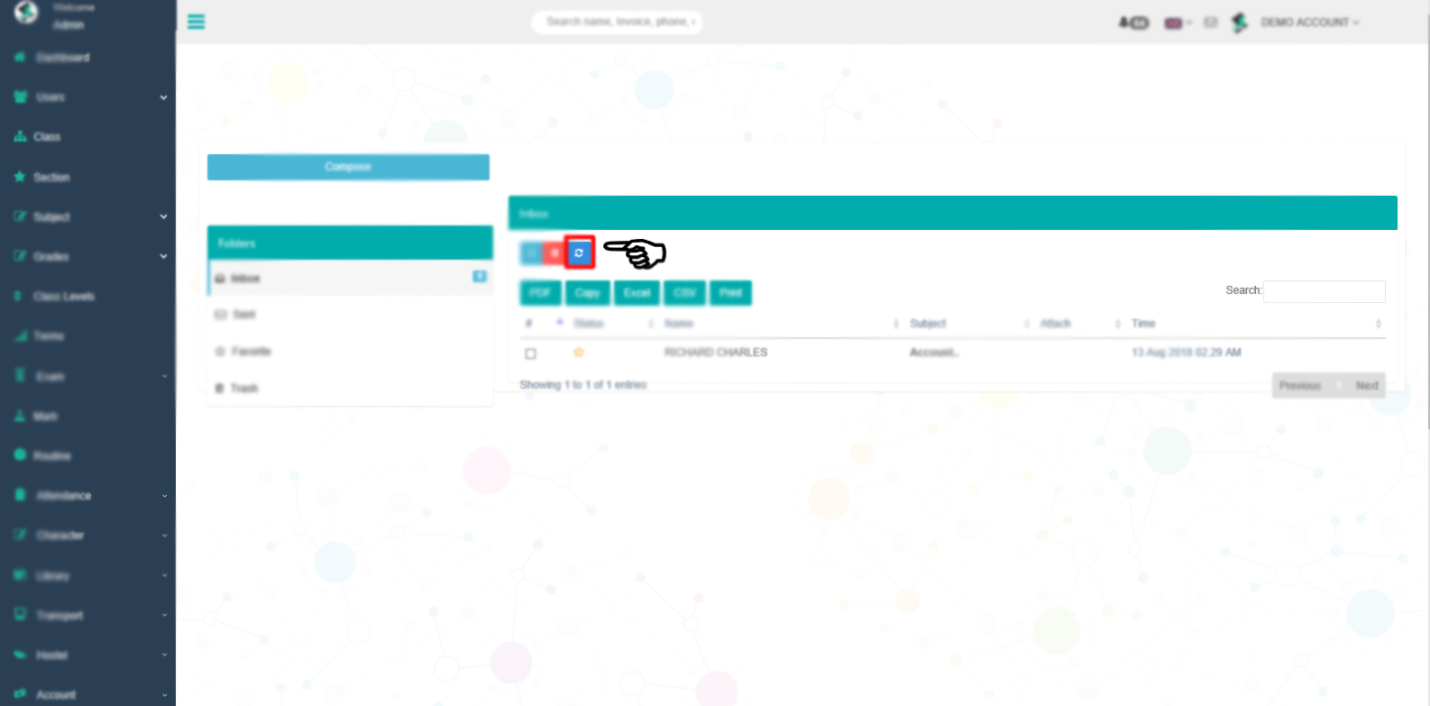 Welcome
Admin
Search name, Invoice, phone,
DEMO ACCOUNT
Dashboard
Users
Class
Section
Subject
Grades
Class Levels
Terms
Exam
Mark
Routine
Attendance
Character
Library
Transport
Hostel
Account
Compose
Folders
Inbox
Sent
Favorite
Trash
Inbox
PDF Copy Excel CSV Print
Search:
# Status Name Subject Attach Time
RICHARD CHARLES Account.. 13 Aug 2018 02.29 AM
Showing 1 to 1 of 1 entries
Previous 1 Next